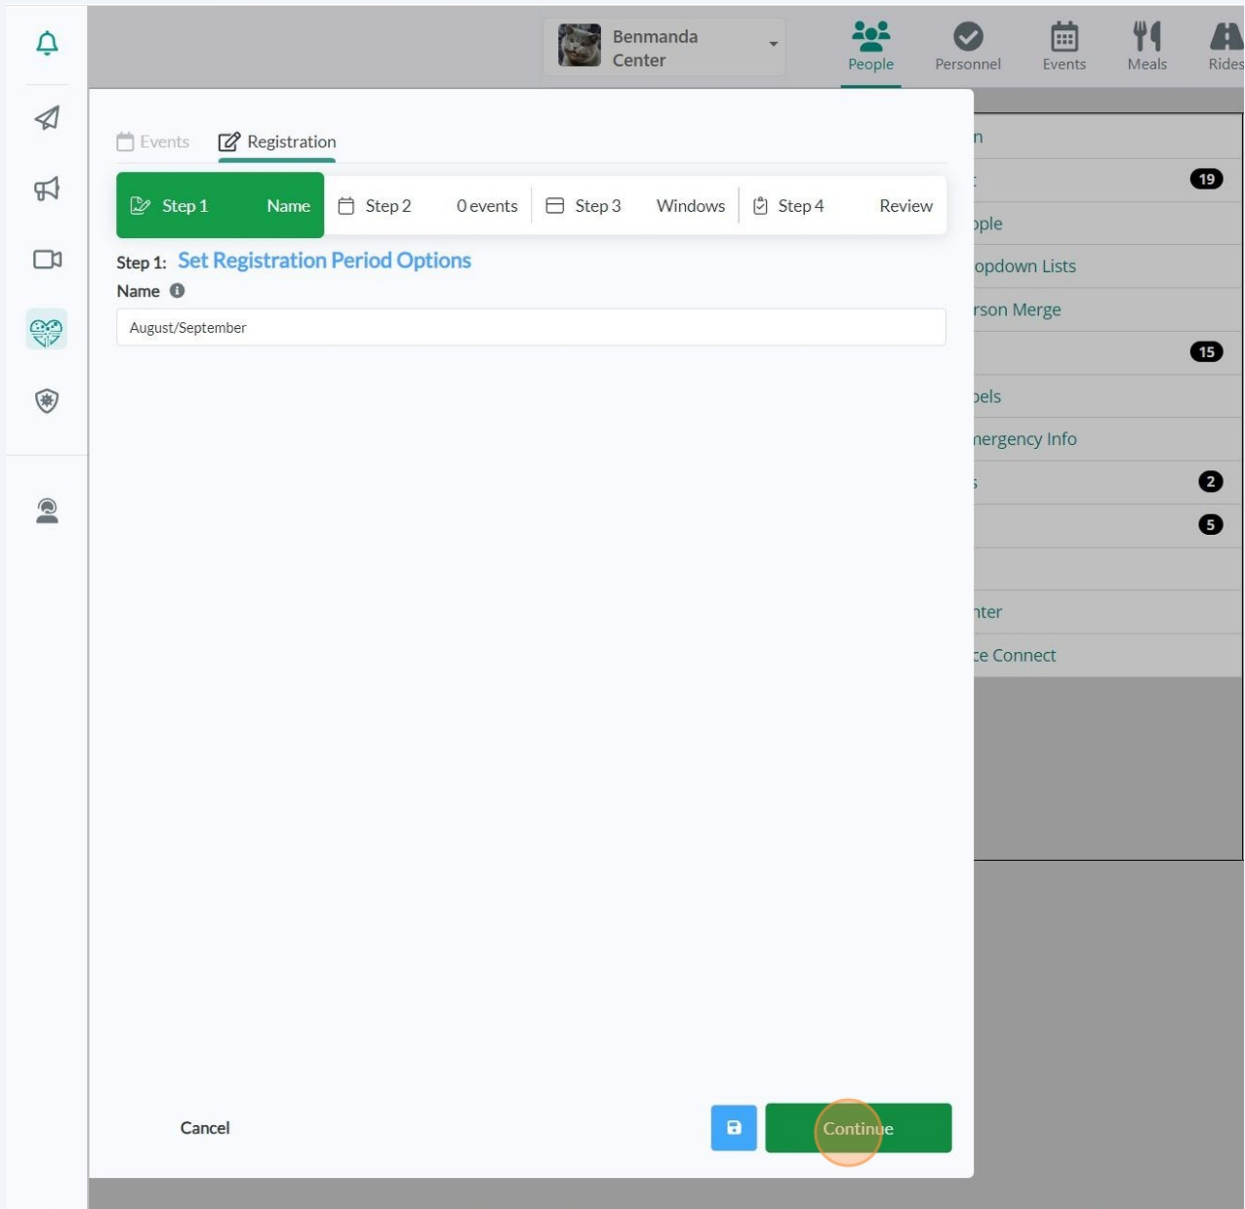 Benmanda
Center
People
Personnel
Events
Meals
Rides
Events
Registration
Step 1 Name
Step 2 0 events
Step 3 Windows
Step 4 Review
Step 1: Set Registration Period Options
Name
August/September
19
ople
opdown Lists
rson Merge
15
mergency Info
2
5
nter
ce Connect
Cancel
Continue